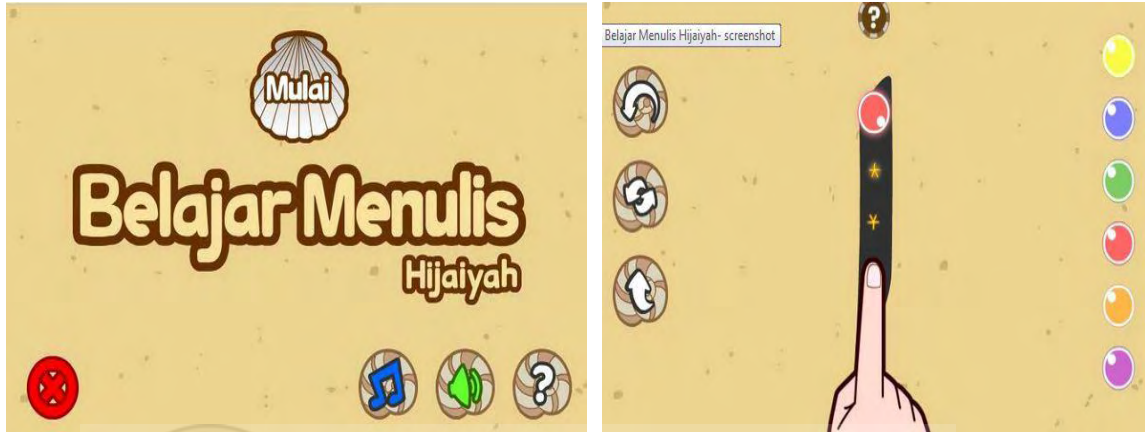 Mulai
Belajar Menulis
Hijaiyah
?
Belajar Menulis Hijaiyah- screenshot
?